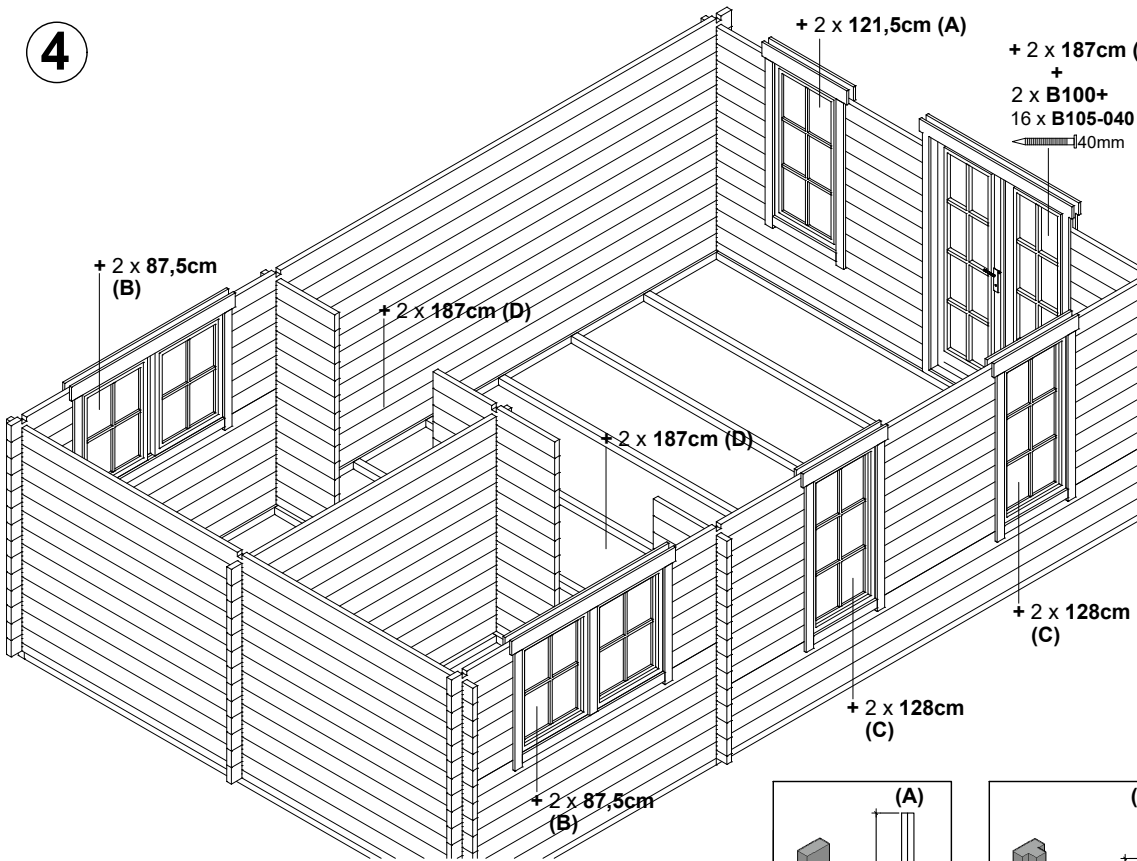 4
+ 2 x 121,5cm (A)
+ 2 x 187cm (
+
2 x B100+
16 x B105-040
40mm
+ 2 x 87,5cm
(B)
+ 2 x 187cm (D)
+ 2 x 187cm (D)
+ 2 x 128cm
(C)
+ 2 x 128cm
(C)
+ 2 x 87,5cm
(B)
(A)
(